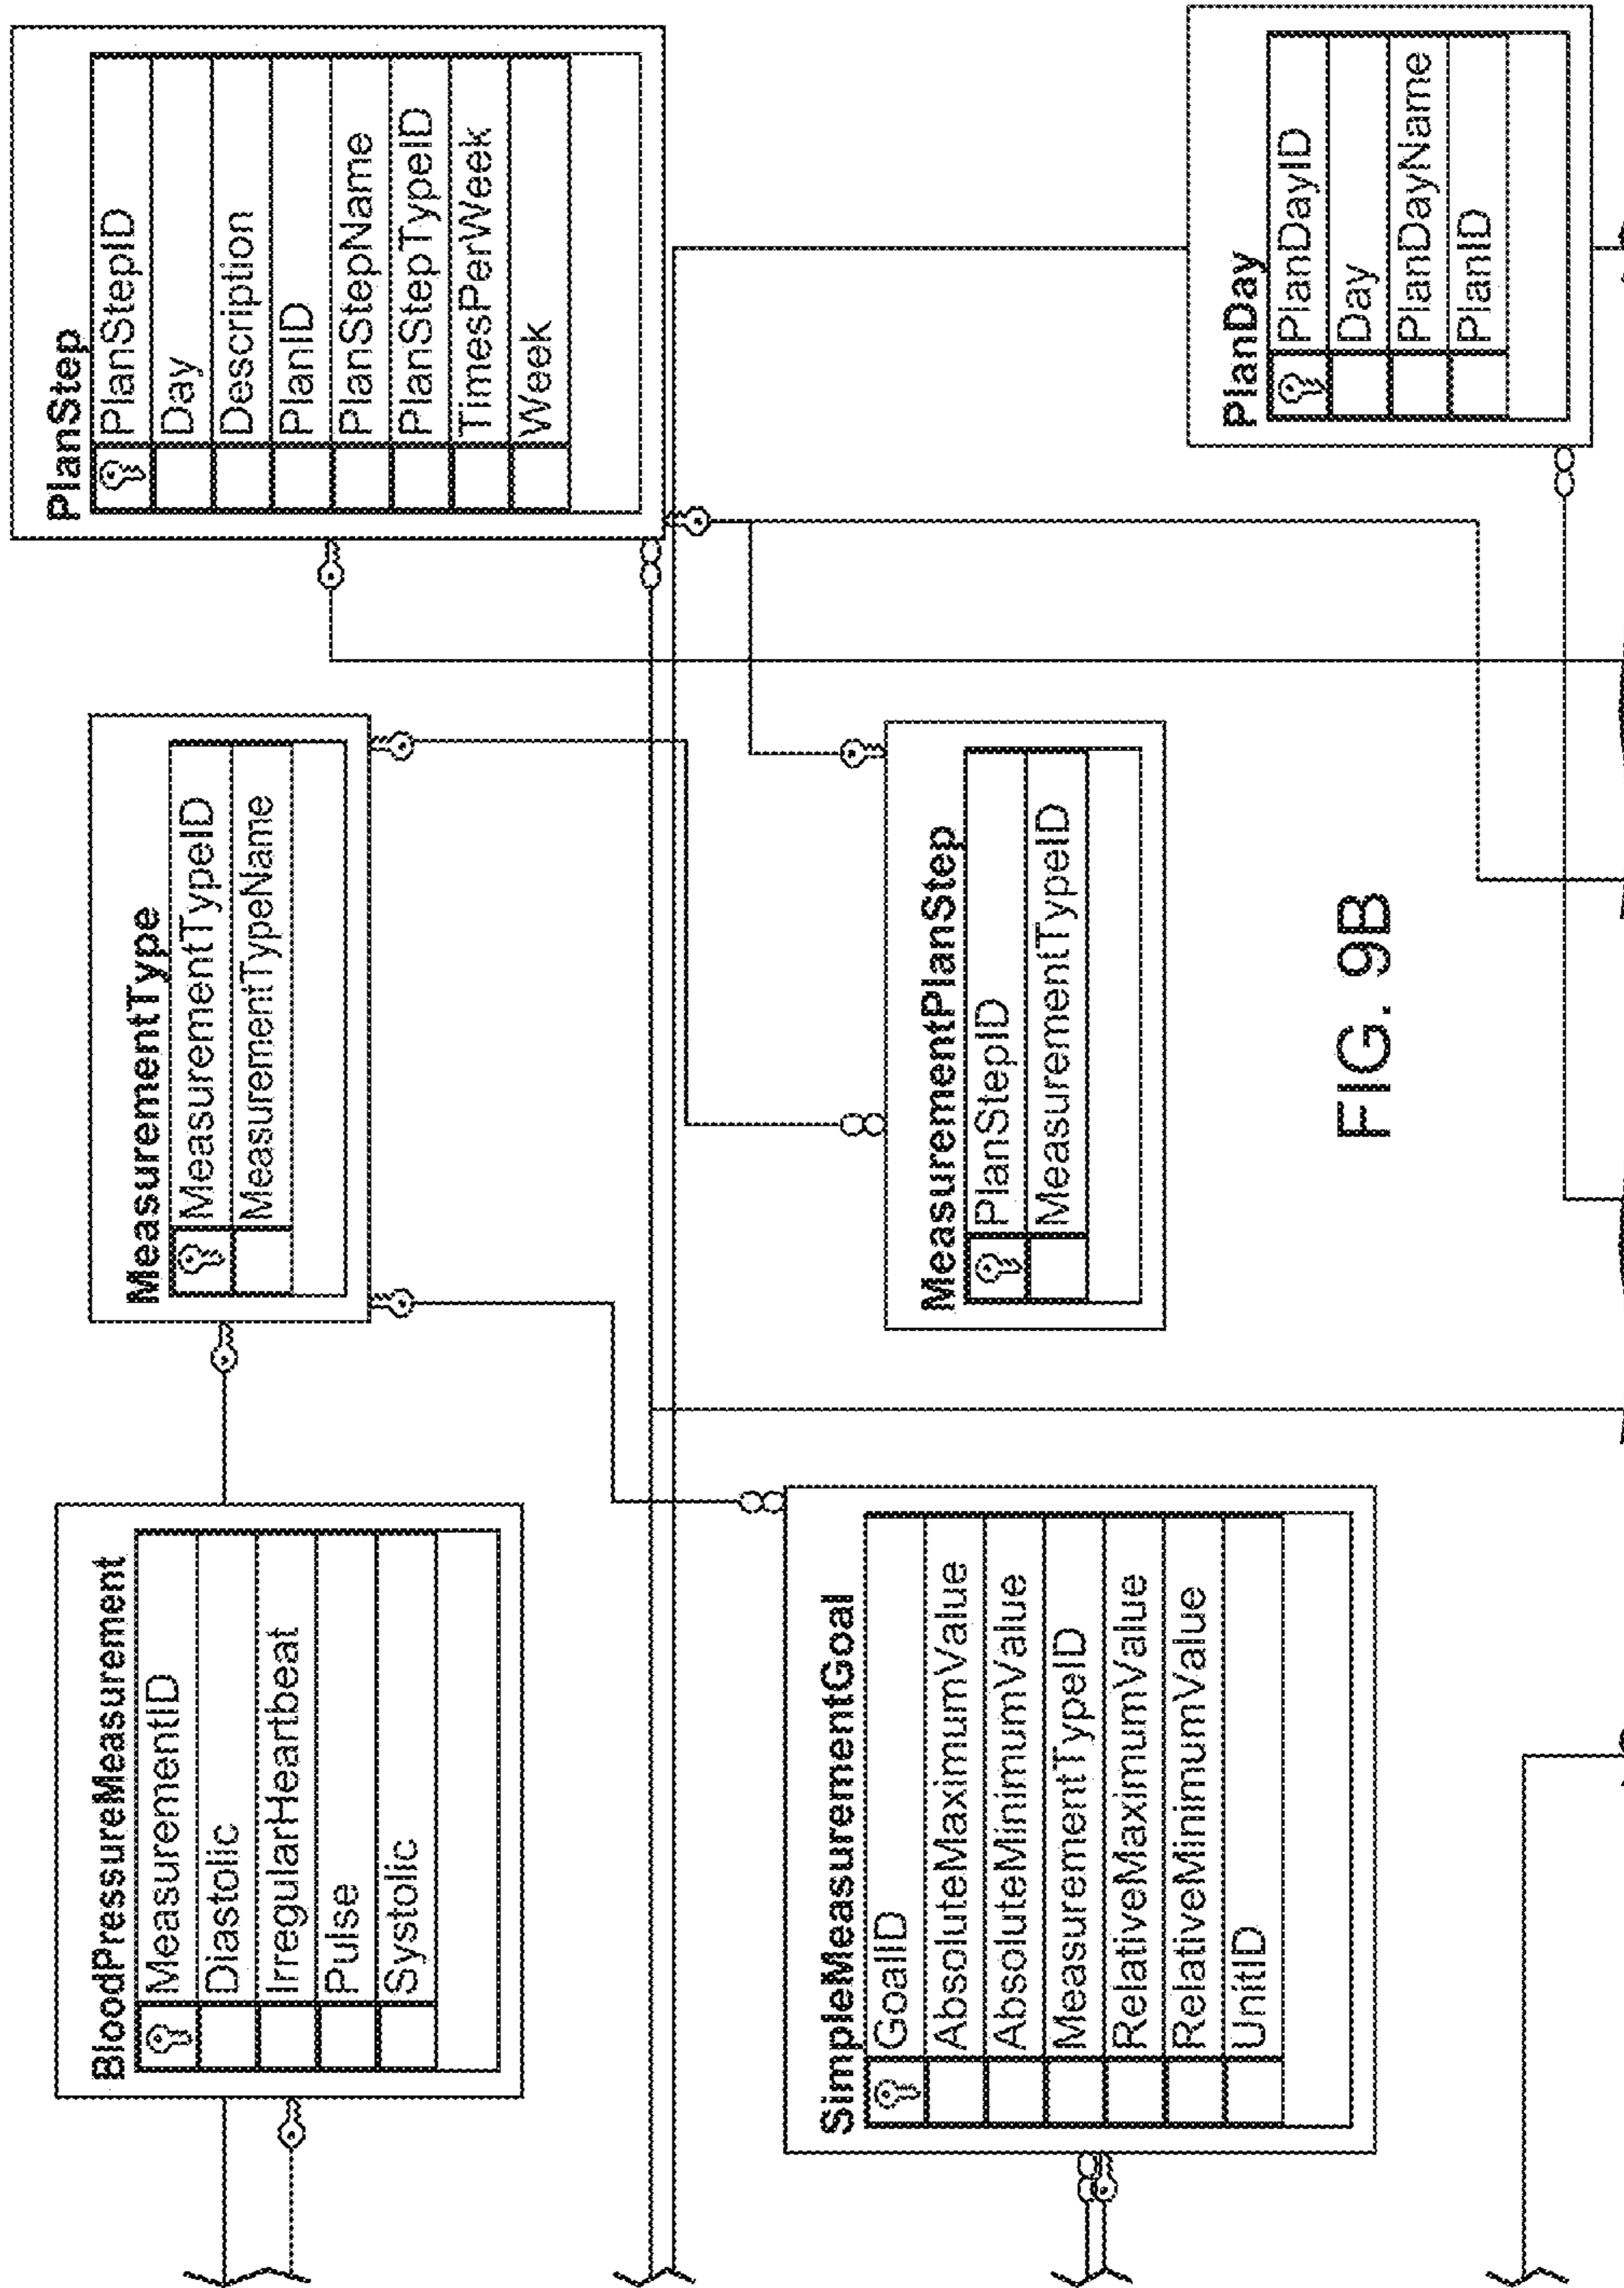 BloodPressureMeasurement
MeasurementID
Diastolic
IrregularHeartbeat
Pulse
Systolic
MeasurementType
MeasurementTypeID
MeasurementTypeName
PlanStep
PlanStepID
Day
Description
PlanID
PlanStepName
PlanStepTypeID
TimesPerWeek
Week
SimpleMeasurementGoal
GoalID
AbsoluteMaximumValue
AbsoluteMinimumValue
MeasurementTypeID
RelativeMaximumValue
RelativeMinimumValue
UnitID
MeasurementPlanStep
PlanStepID
MeasurementTypeID
PlanDay
PlanDayID
Day
PlanDayName
PlanID
FIG. 9B